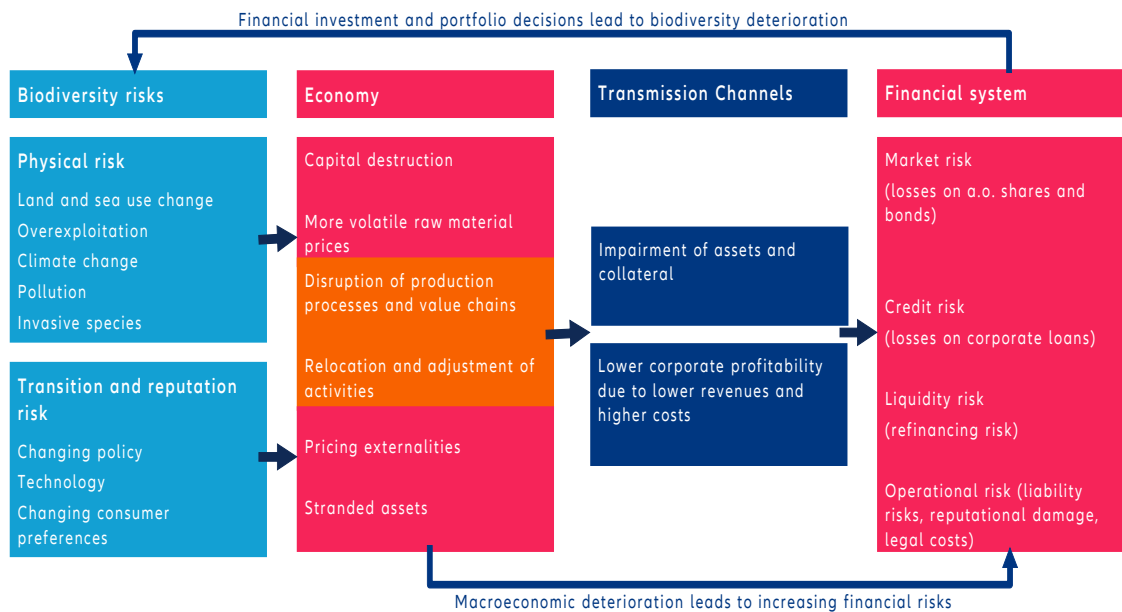 Financial investment and portfolio decisions lead to biodiversity deterioration
Biodiversity risks
Economy
Transmission Channels
Financial system
Physical risk
Land and sea use change
Overexploitation
Climate change
Pollution
Invasive species
Transition and reputation
risk
Changing policy
Technology
Changing consumer
preferences
Capital destruction
More volatile raw material
prices
Disruption of production
processes and value chains
Relocation and adjustment of
activities
Pricing externalities
Stranded assets
Impairment of assets and
collateral
Lower corporate profitability
due to lower revenues and
higher costs
Market risk
(losses on a.o. shares and
bonds)
Credit risk
(losses on corporate loans)
Liquidity risk
(refinancing risk)
Operational risk (liability
risks, reputational damage,
legal costs)
Macroeconomic deterioration leads to increasing financial risks